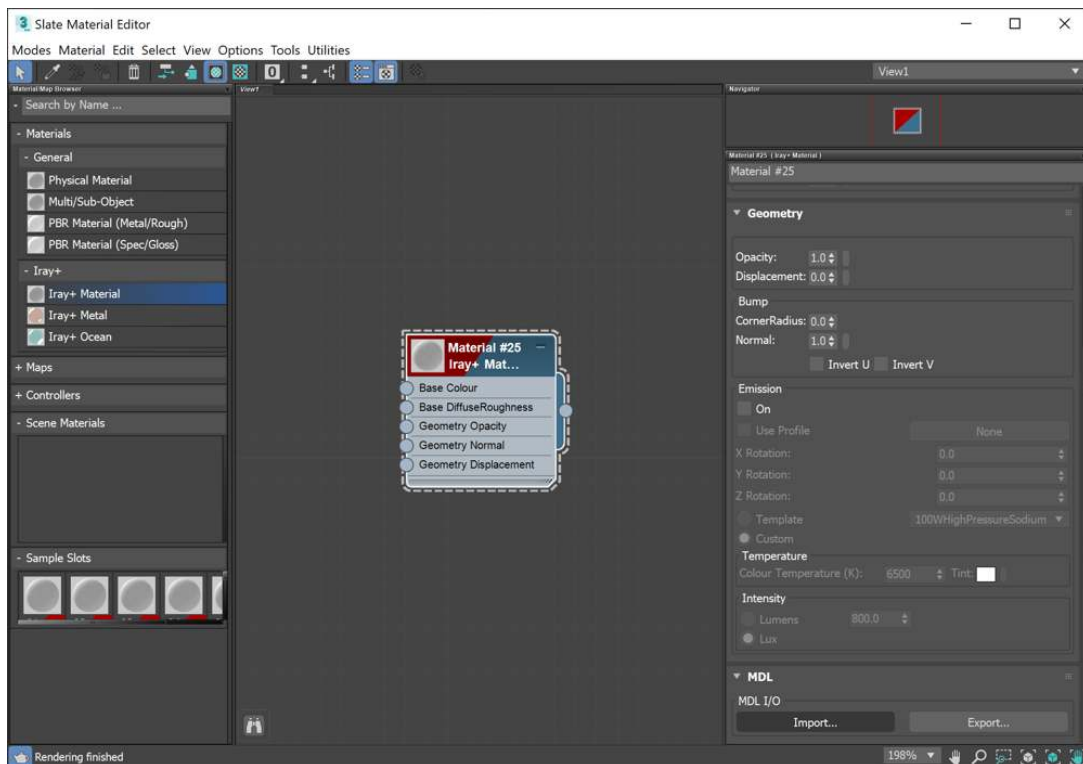 Slate Material Editor
Modes Material Edit Select View Options Tools Utilities
View1
Material/Map Browser
- Search by Name ...
- Materials
- General
Physical Material
Multi/Sub-Object
PBR Material (Metal/Rough)
PBR Material (Spec/Gloss)
- Iray+
Iray+ Material
Iray+ Metal
Iray+ Ocean
+ Maps
+ Controllers
- Scene Materials
- Sample Slots
View1
Material #25
Iray+ Mat...
Base Colour
Base DiffuseRoughness
Geometry Opacity
Geometry Normal
Geometry Displacement
Navigator
Material #25 ( Iray+ Material )
Material #25
Geometry
Opacity: 1.0
Displacement: 0.0
Bump
CornerRadius: 0.0
Normal: 1.0
Invert U Invert V
Emission
On
Use Profile None
X Rotation: 0.0
Y Rotation: 0.0
Z Rotation: 0.0
Template 100WHighPressureSodium
Custom
Temperature
Colour Temperature (K): 6500 Tint:
Intensity
Lumens 800.0
Lux
MDL
MDL I/O
Import... Export...
Rendering finished
198%